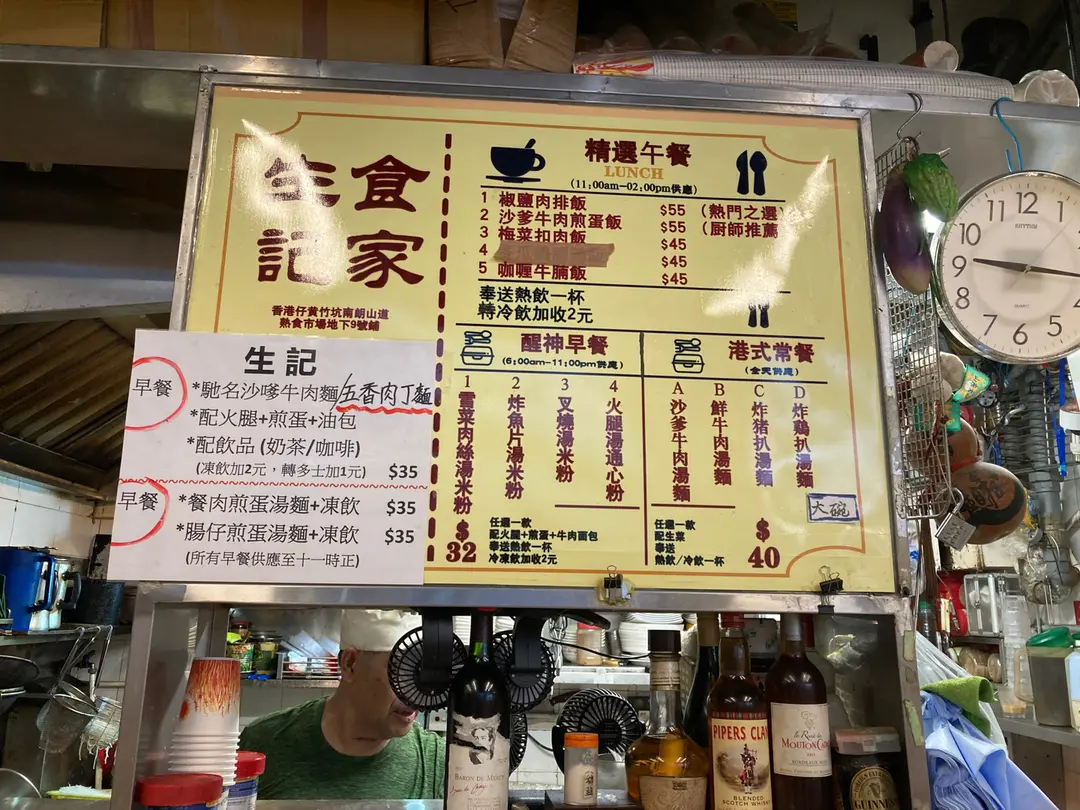 生 食
記 家
香港仔黃竹坑南朗山道
熟食市場地下9號鋪
精選午餐
LUNCH
(11:00am—02:00pm供應)
1 椒鹽肉排飯 $55 (熱門之選)
2 沙爹牛肉煎蛋飯 $55 (厨師推薦
3 梅菜扣肉飯 $45
4 $45
5 咖喱牛腩飯 $45
奉送熱飲一杯
特冷飲加收2元
醒神早餐
(6:00am-11:00pm供應)
1 雪菜肉絲湯米粉
2 炸魚片湯米粉
3 叉燒湯米粉
4 火腿湯通心粉
$32
任選一款
配火腿+煎蛋+牛肉面包
奉送熱飲一杯
冷凍飲加收2元
港式常餐
(全天供應)
A 沙爹牛肉湯麵
B 鮮牛肉湯麵
C 炸猪扒湯麵
D 炸鷄扒湯麵
大碗
任選一款
配生菜
奉送
熱飲/冷飲一杯
$40
生記
早餐 *馳名沙嗲牛肉麵/五香肉丁麵
*配火腿+煎蛋+油包
*配飲品 (奶茶/咖啡)
(凍飲加2元，轉多士加1元) $35
早餐 *餐肉煎蛋湯麵+凍飲 $35
*腸仔煎蛋湯麵+凍飲 $35
(所有早餐供應至十一時正)
RHYTHM
QUARTZ
12
11
10
9
8
7
6
5
4
3
1
2
PIPERS CLAN
BLENDED
SCOTCH WHISKY
MOUTON CADET
BORDEAUX
GUINNESS